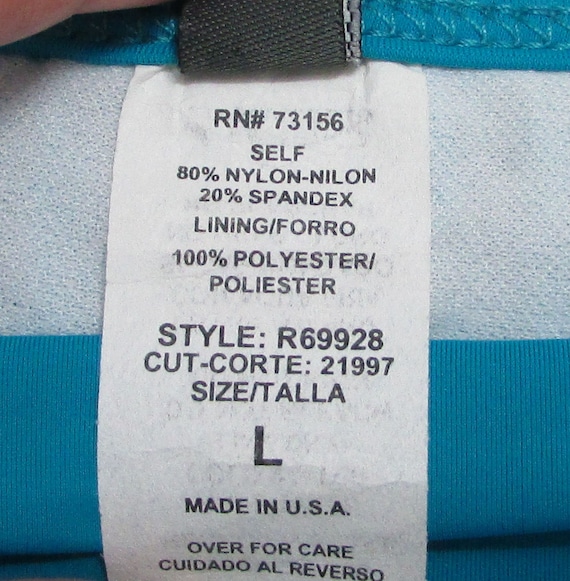 RN# 73156
SELF
80% NYLON-NILON
20% SPANDEX
LINING/FORRO
100% POLYESTER/
POLIESTER
STYLE: R69928
CUT-CORTE: 21997
SIZE/TALLA
L
MADE IN U.S.A.
OVER FOR CARE
CUIDADO AL REVERSO